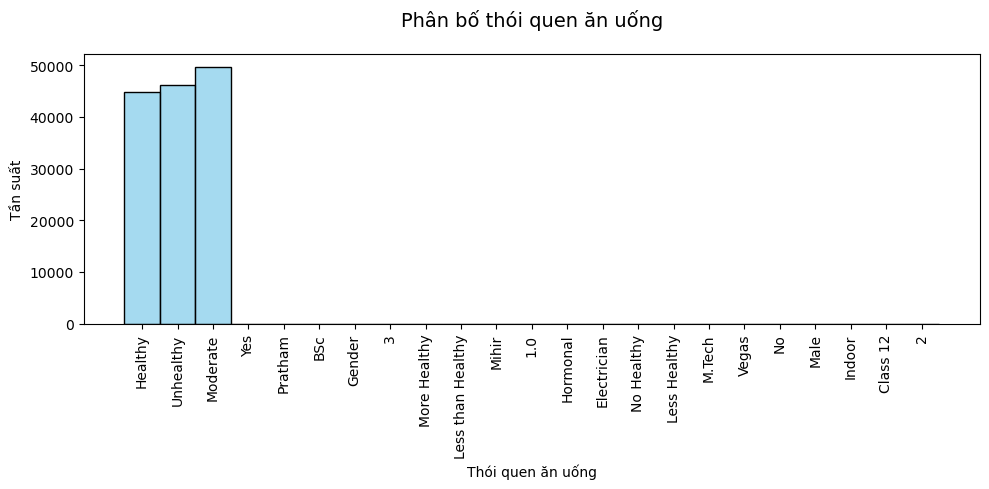 Phân bố thói quen ăn uống
Tần suất
50000
40000
30000
20000
10000
0
Healthy
Unhealthy
Moderate
Yes
Pratham
BSc
Gender
3
More Healthy
Less than Healthy
Mihir
1.0
Hormonal
Electrician
No Healthy
Less Healthy
M.Tech
Vegas
No
Male
Indoor
Class 12
2
Thói quen ăn uống